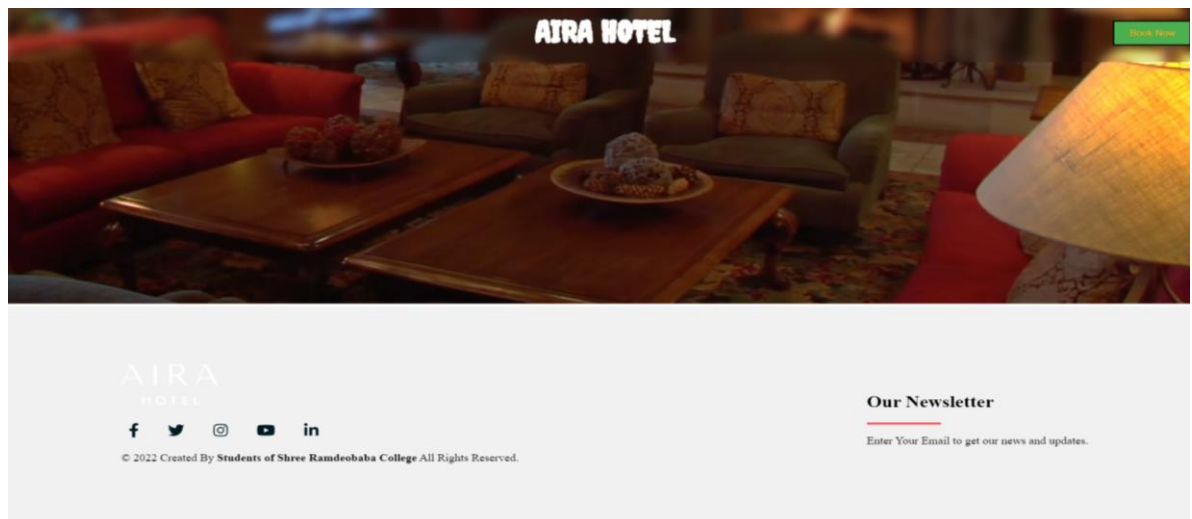 AIRA HOTEL
Book Now
AIRA
HOTEL
Our Newsletter
Enter Your Email to get our news and updates.
© 2022 Created By Students of Shree Ramdeobaba College All Rights Reserved.